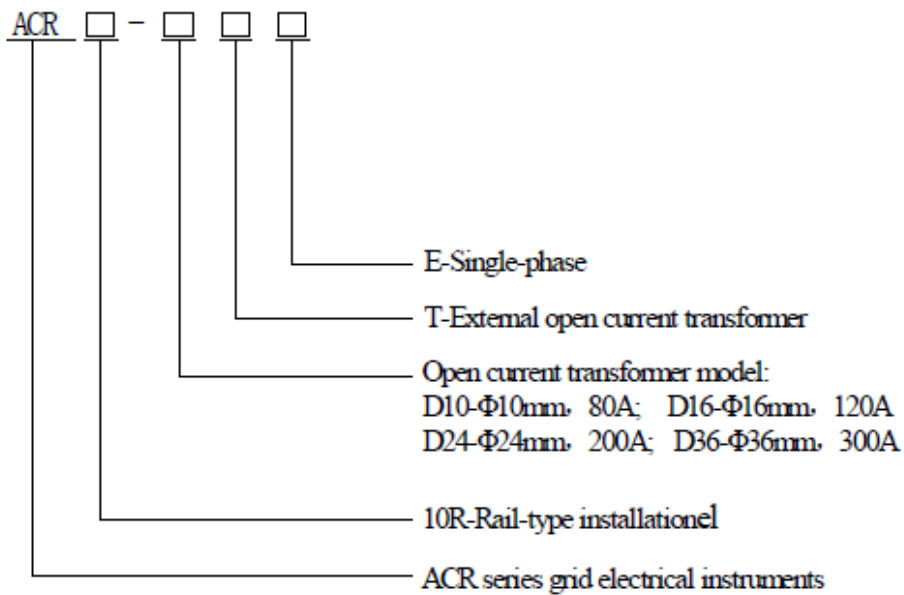 ACR □ - □ □ □
E-Single-phase
T-External open current transformer
Open current transformer model:
D10-Φ10mm，80A; D16-Φ16mm，120A
D24-Φ24mm，200A; D36-Φ36mm，300A
10R-Rail-type installationel
ACR series grid electrical instruments